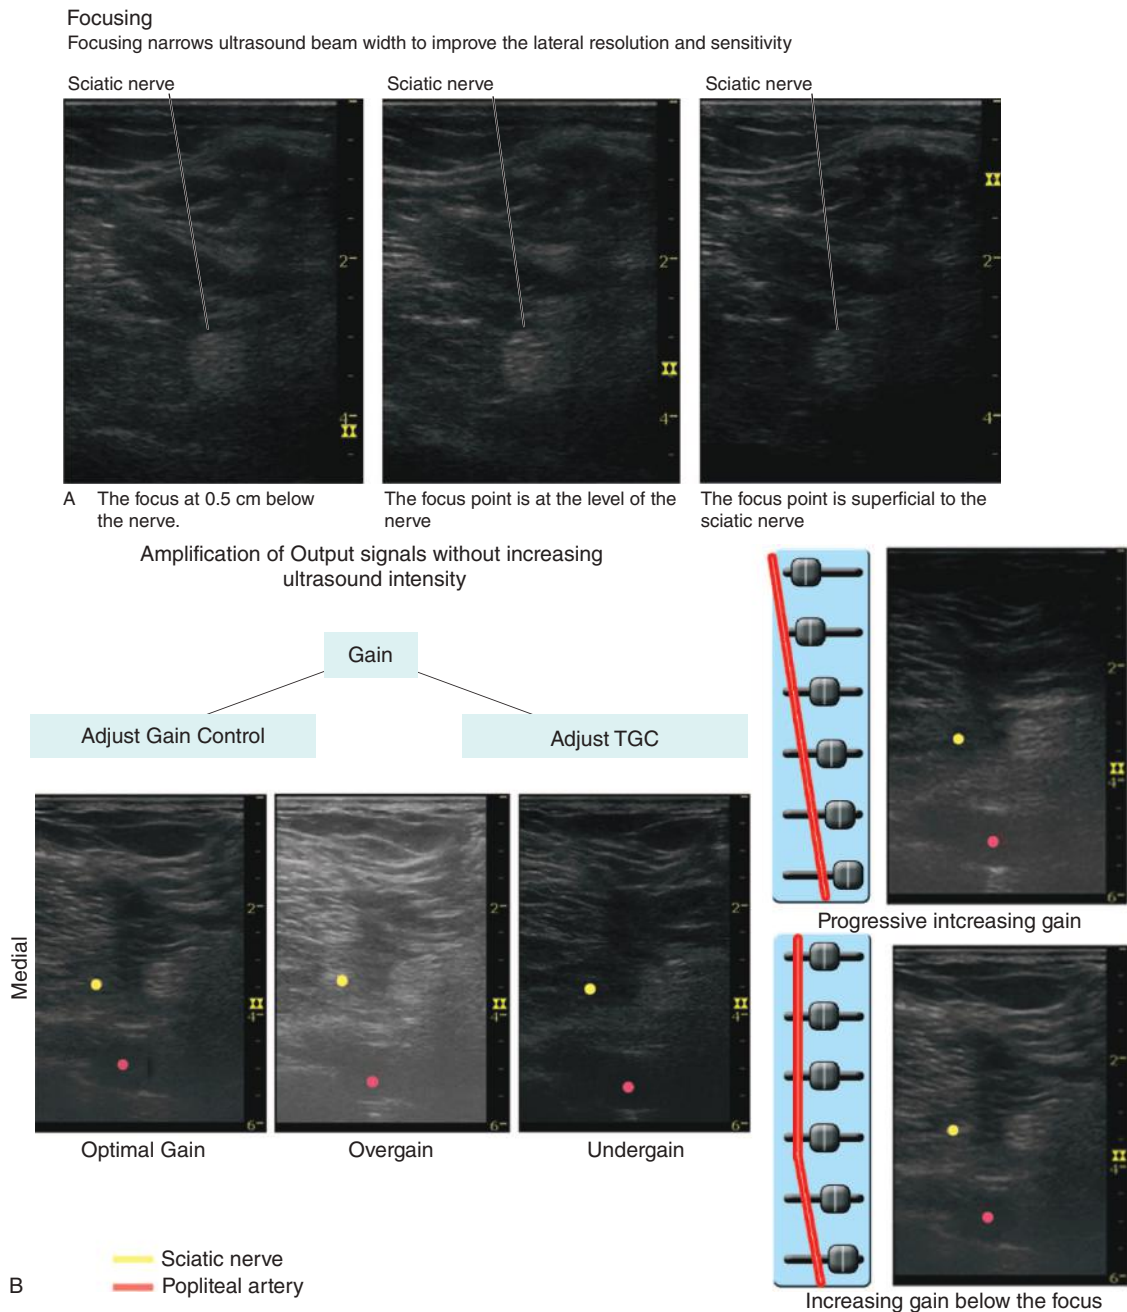 Focusing
Focusing narrows ultrasound beam width to improve the lateral resolution and sensitivity
Sciatic nerve
Sciatic nerve
Sciatic nerve
2
4
2
4
2
4
A The focus at 0.5 cm below
the nerve.
The focus point is at the level of the
nerve
The focus point is superficial to the
sciatic nerve
Amplification of Output signals without increasing
ultrasound intensity
Gain
Adjust Gain Control
Adjust TGC
Medial
2
4
6
Optimal Gain
2
4
6
Overgain
2
4
6
Undergain
2
4
6
Progressive intcreasing gain
2
4
6
Increasing gain below the focus
Sciatic nerve
Popliteal artery
B